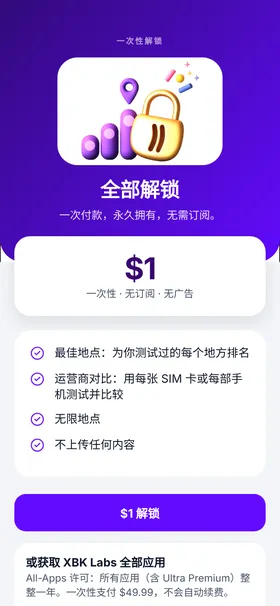 一次性解锁
全部解锁
一次付款，永久拥有，无需订阅。
$1
一次性 · 无订阅 · 无广告
最佳地点：为你测试过的每个地方排名
运营商对比：用每张 SIM 卡或每部手
机测试并比较
无限地点
不上传任何内容
$1 解锁
或获取 XBK Labs 全部应用
All-Apps 许可：所有应用（含 Ultra Premium）整
整一年。一次性支付 $49.99，不会自动续费。